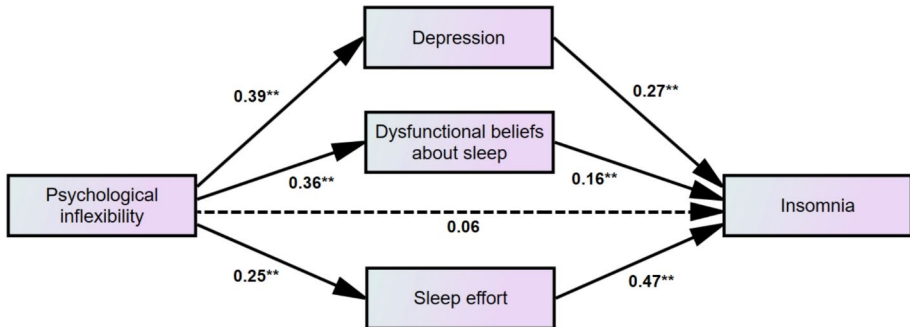 Depression
0.39**
0.27**
Dysfunctional beliefs
about sleep
0.36**
0.16**
Psychological
inflexibility
0.06
Insomnia
0.25**
Sleep effort
0.47**